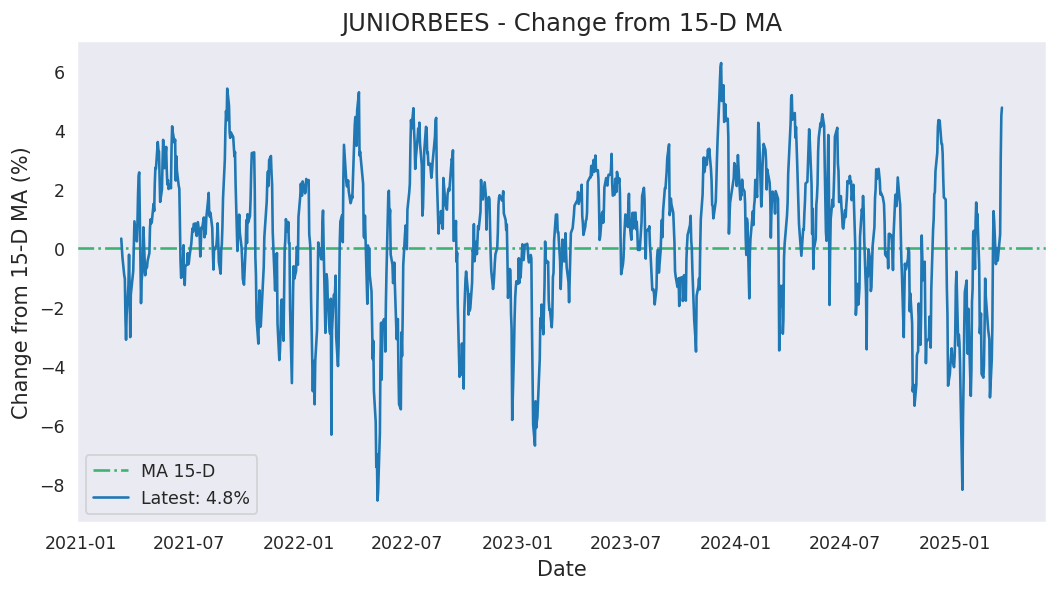 JUNIORBEES - Change from 15-D MA
Change from 15-D MA (%)
6
4
2
0
−2
−4
−6
−8
MA 15-D
Latest: 4.8%
2021-01 2021-07 2022-01 2022-07 2023-01 2023-07 2024-01 2024-07 2025-01
Date